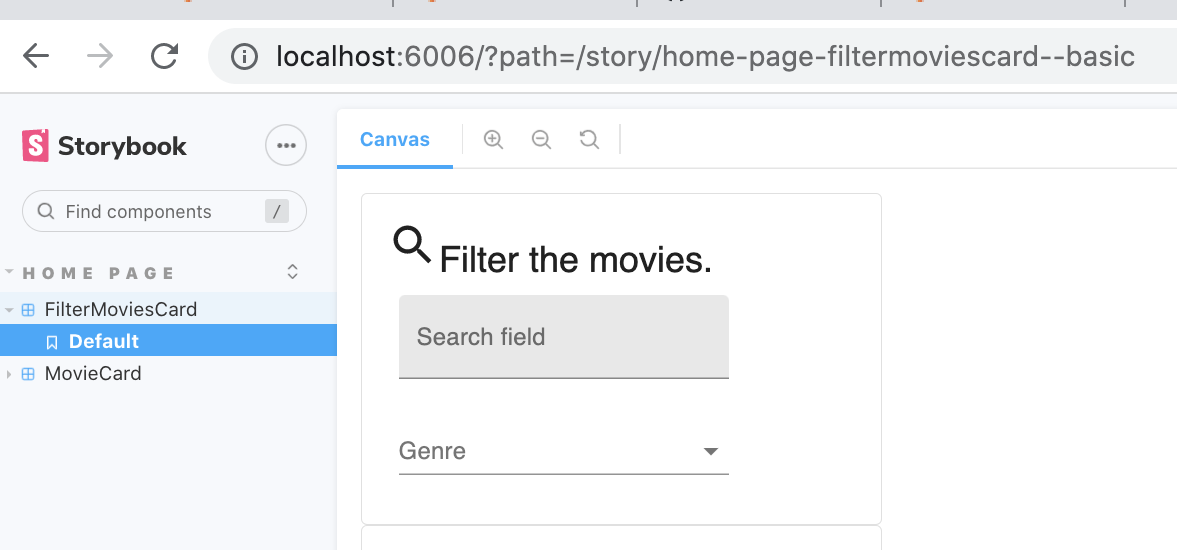 localhost:6006/?path=/story/home-page-filtermoviescard--basic
Storybook
Canvas
Find components /
HOME PAGE
FilterMoviesCard
Default
MovieCard
Filter the movies.
Search field
Genre